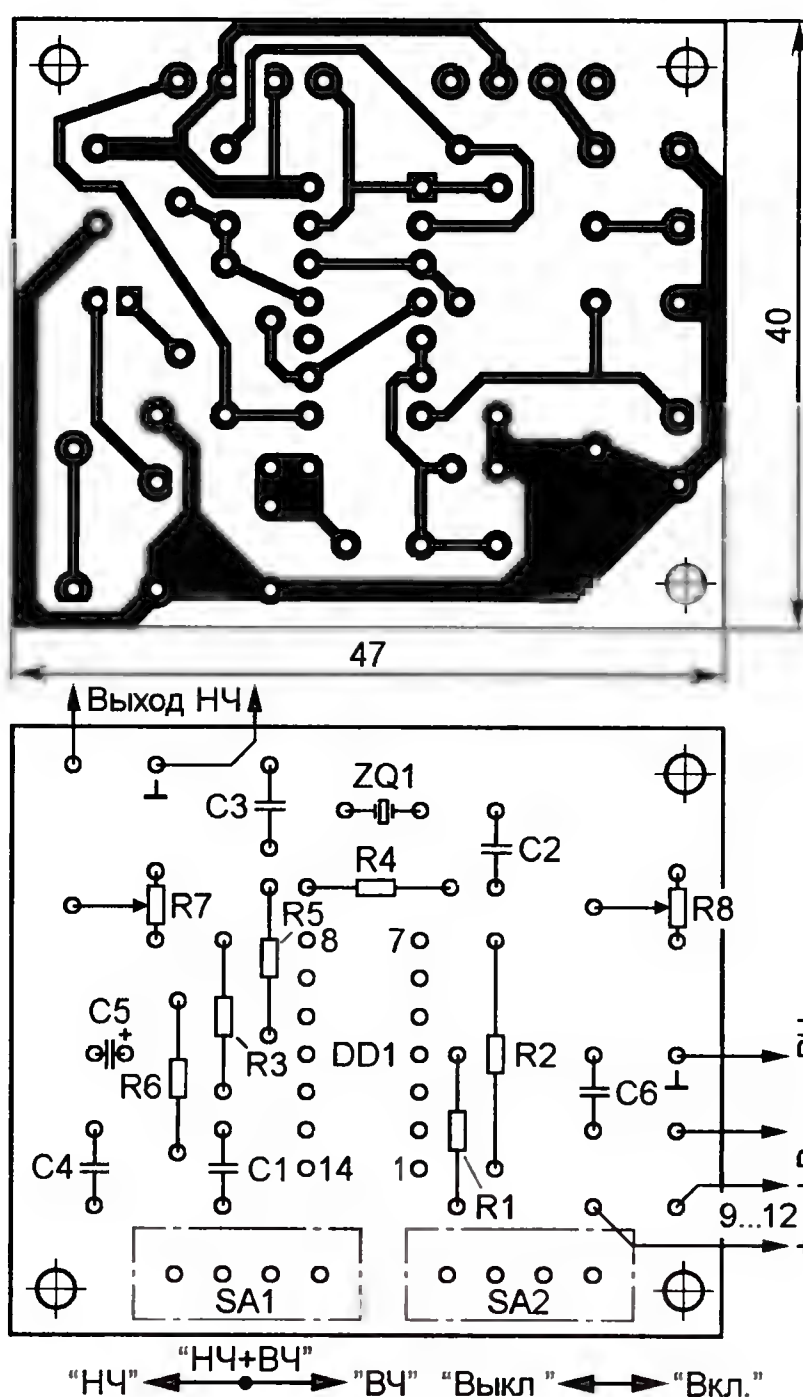 40
47
Выход НЧ
⊥
C3
ZQ1
C2
R4
R7
R5
R8
8
7
C5
+
R3
DD1
R2
R6
C6
⊥
C4
C1
14
1
R1
9...12
SA1
SA2
"НЧ"
"НЧ+ВЧ"
"ВЧ"
"Выкл "
"Вкл."